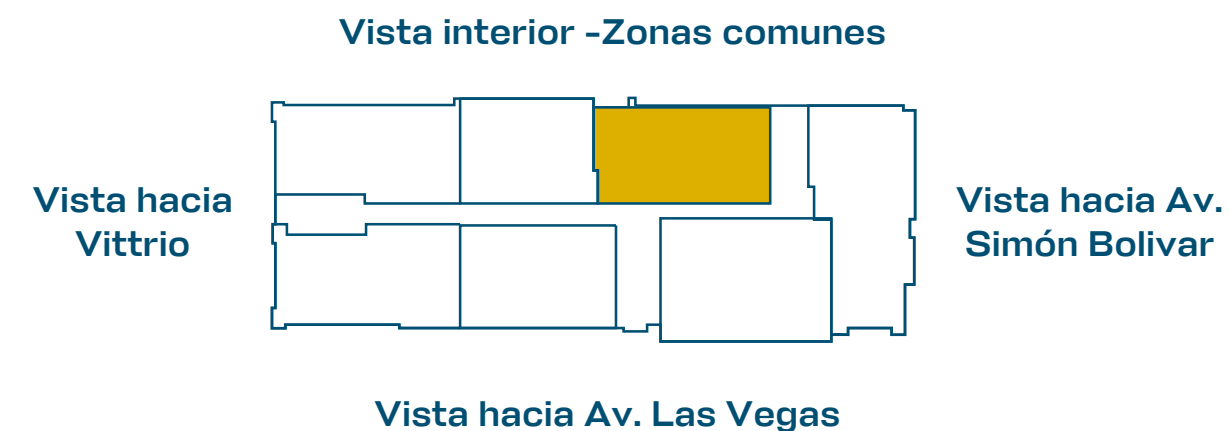 Vista interior -Zonas comunes
Vista hacia
Vittrio
Vista hacia Av.
Simón Bolivar
Vista hacia Av. Las Vegas